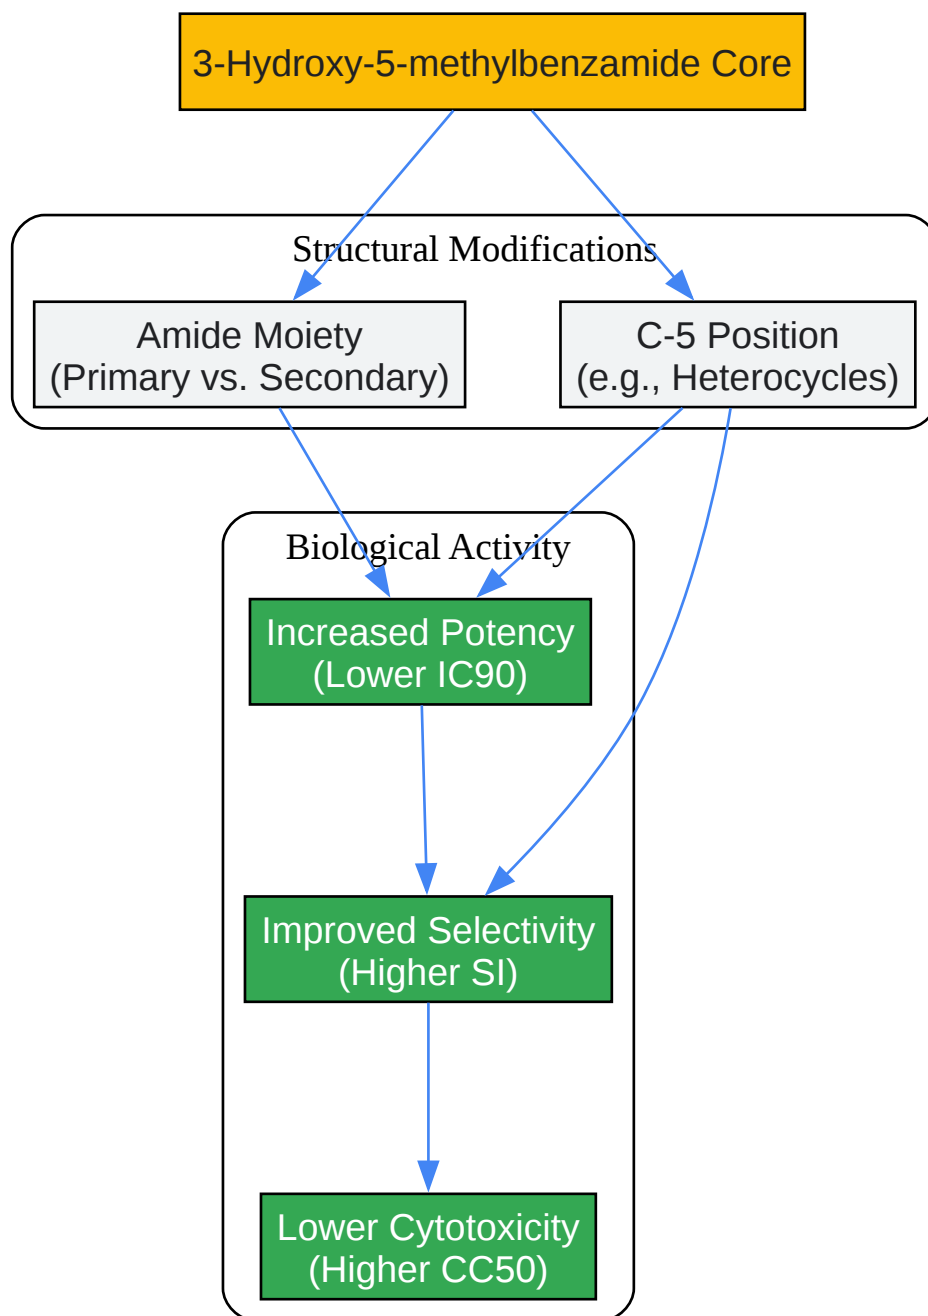 3-Hydroxy-5-methylbenzamide Core
Structural Modifications
Amide Moiety
(Primary vs. Secondary)
C-5 Position
(e.g., Heterocycles)
Biological Activity
Increased Potency
(Lower IC90)
Improved Selectivity
(Higher SI)
Lower Cytotoxicity
(Higher CC50)